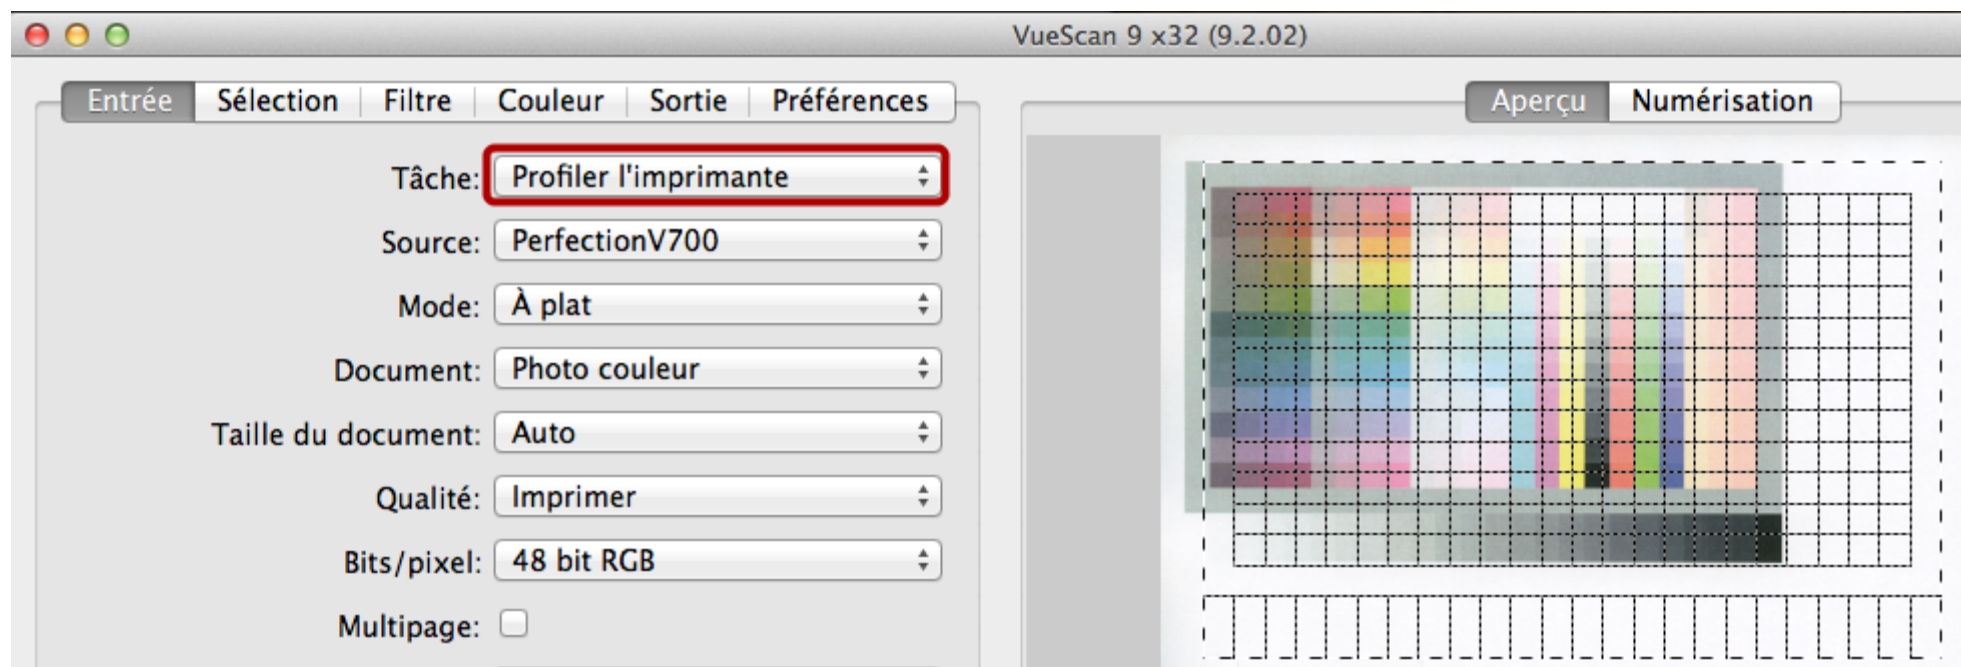 VueScan 9 x32 (9.2.02)
Entrée Sélection Filtre Couleur Sortie Préférences
Aperçu Numérisation
Tâche: Profiler l'imprimante
Source: PerfectionV700
Mode: À plat
Document: Photo couleur
Taille du document: Auto
Qualité: Imprimer
Bits/pixel: 48 bit RGB
Multipage: